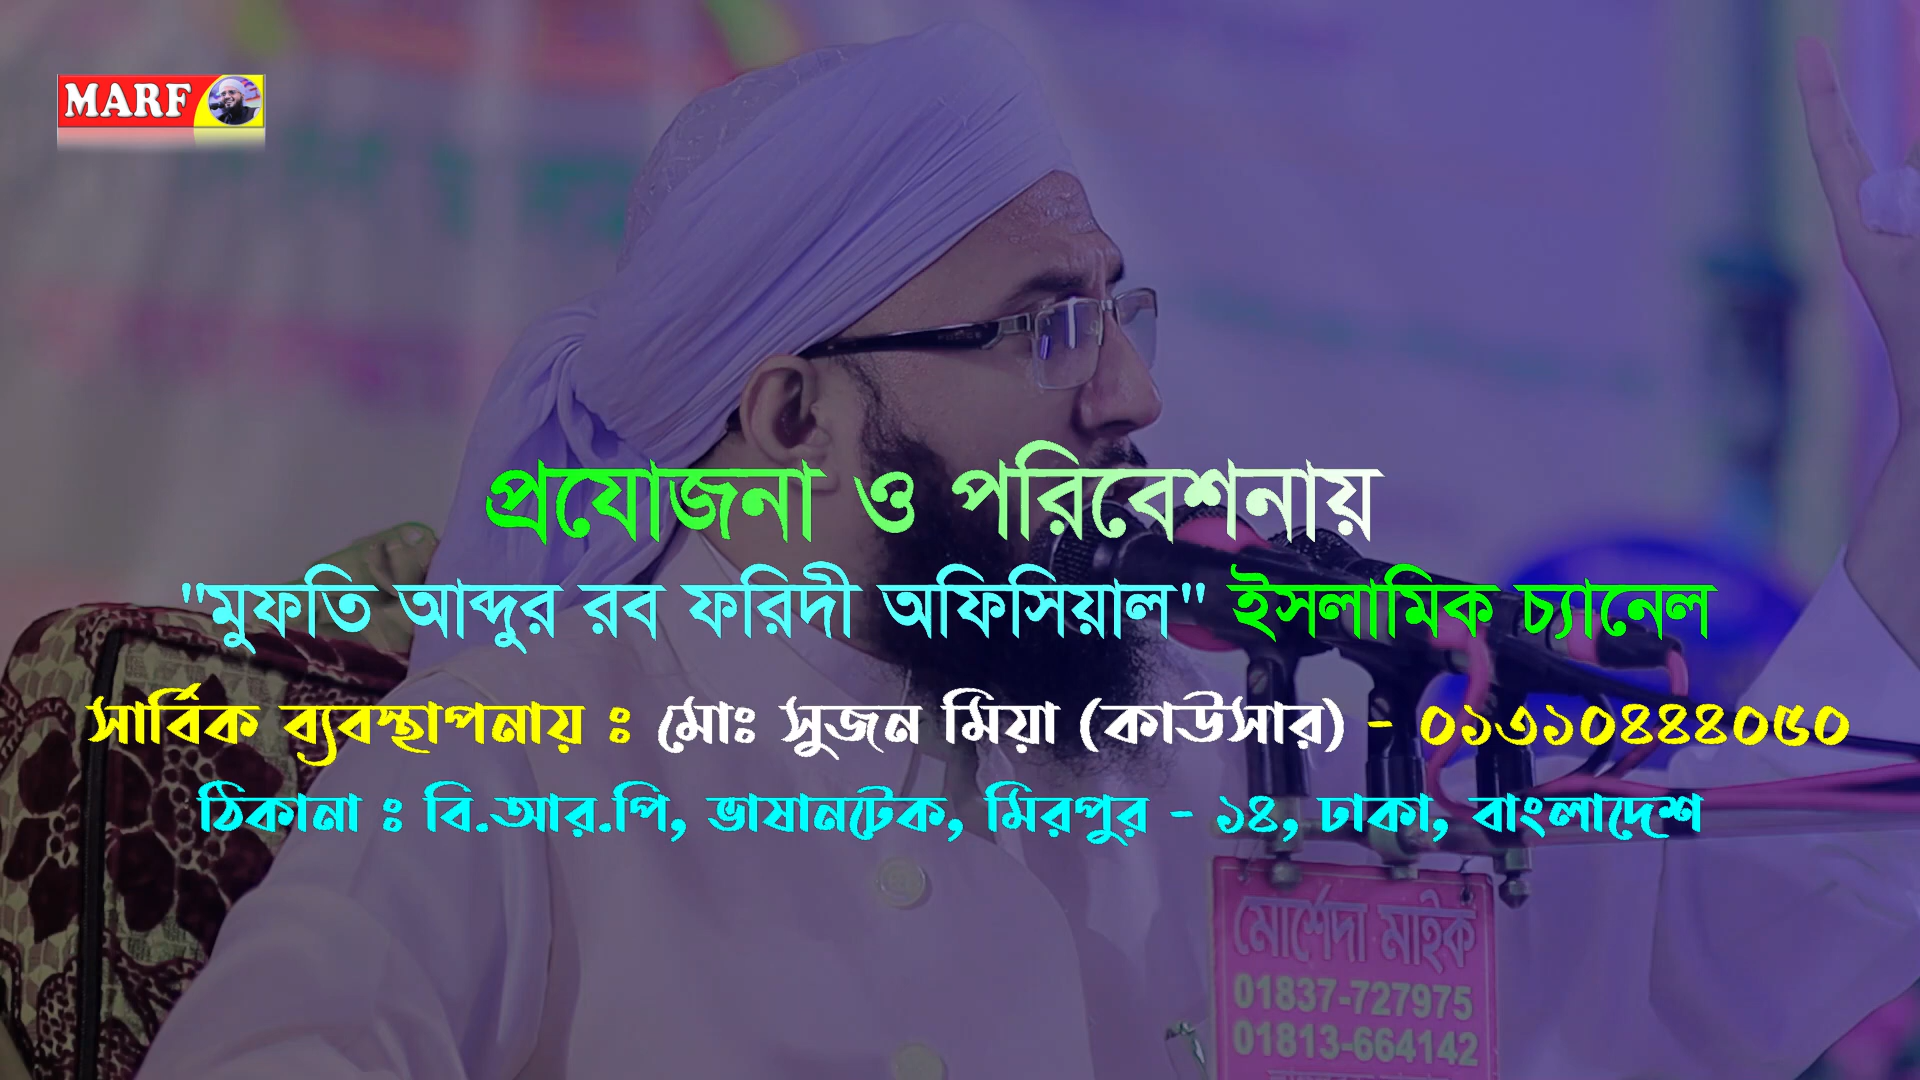 MARF
প্রযোজনা ও পরিবেশনায়
"মুফতি আব্দুর রব ফরিদী অফিসিয়াল" ইসলামিক চ্যানেল
সার্বিক ব্যবস্থাপনায় ঃ মোঃ সুজন মিয়া (কাউসার) - ০১৩১০৪৪৪০৫০
ঠিকানা ঃ বি.আর.পি, ভাষানটেক, মিরপুর - ১৪, ঢাকা, বাংলাদেশ
মোর্শেদা মাইক
01837-727975
01813-664142